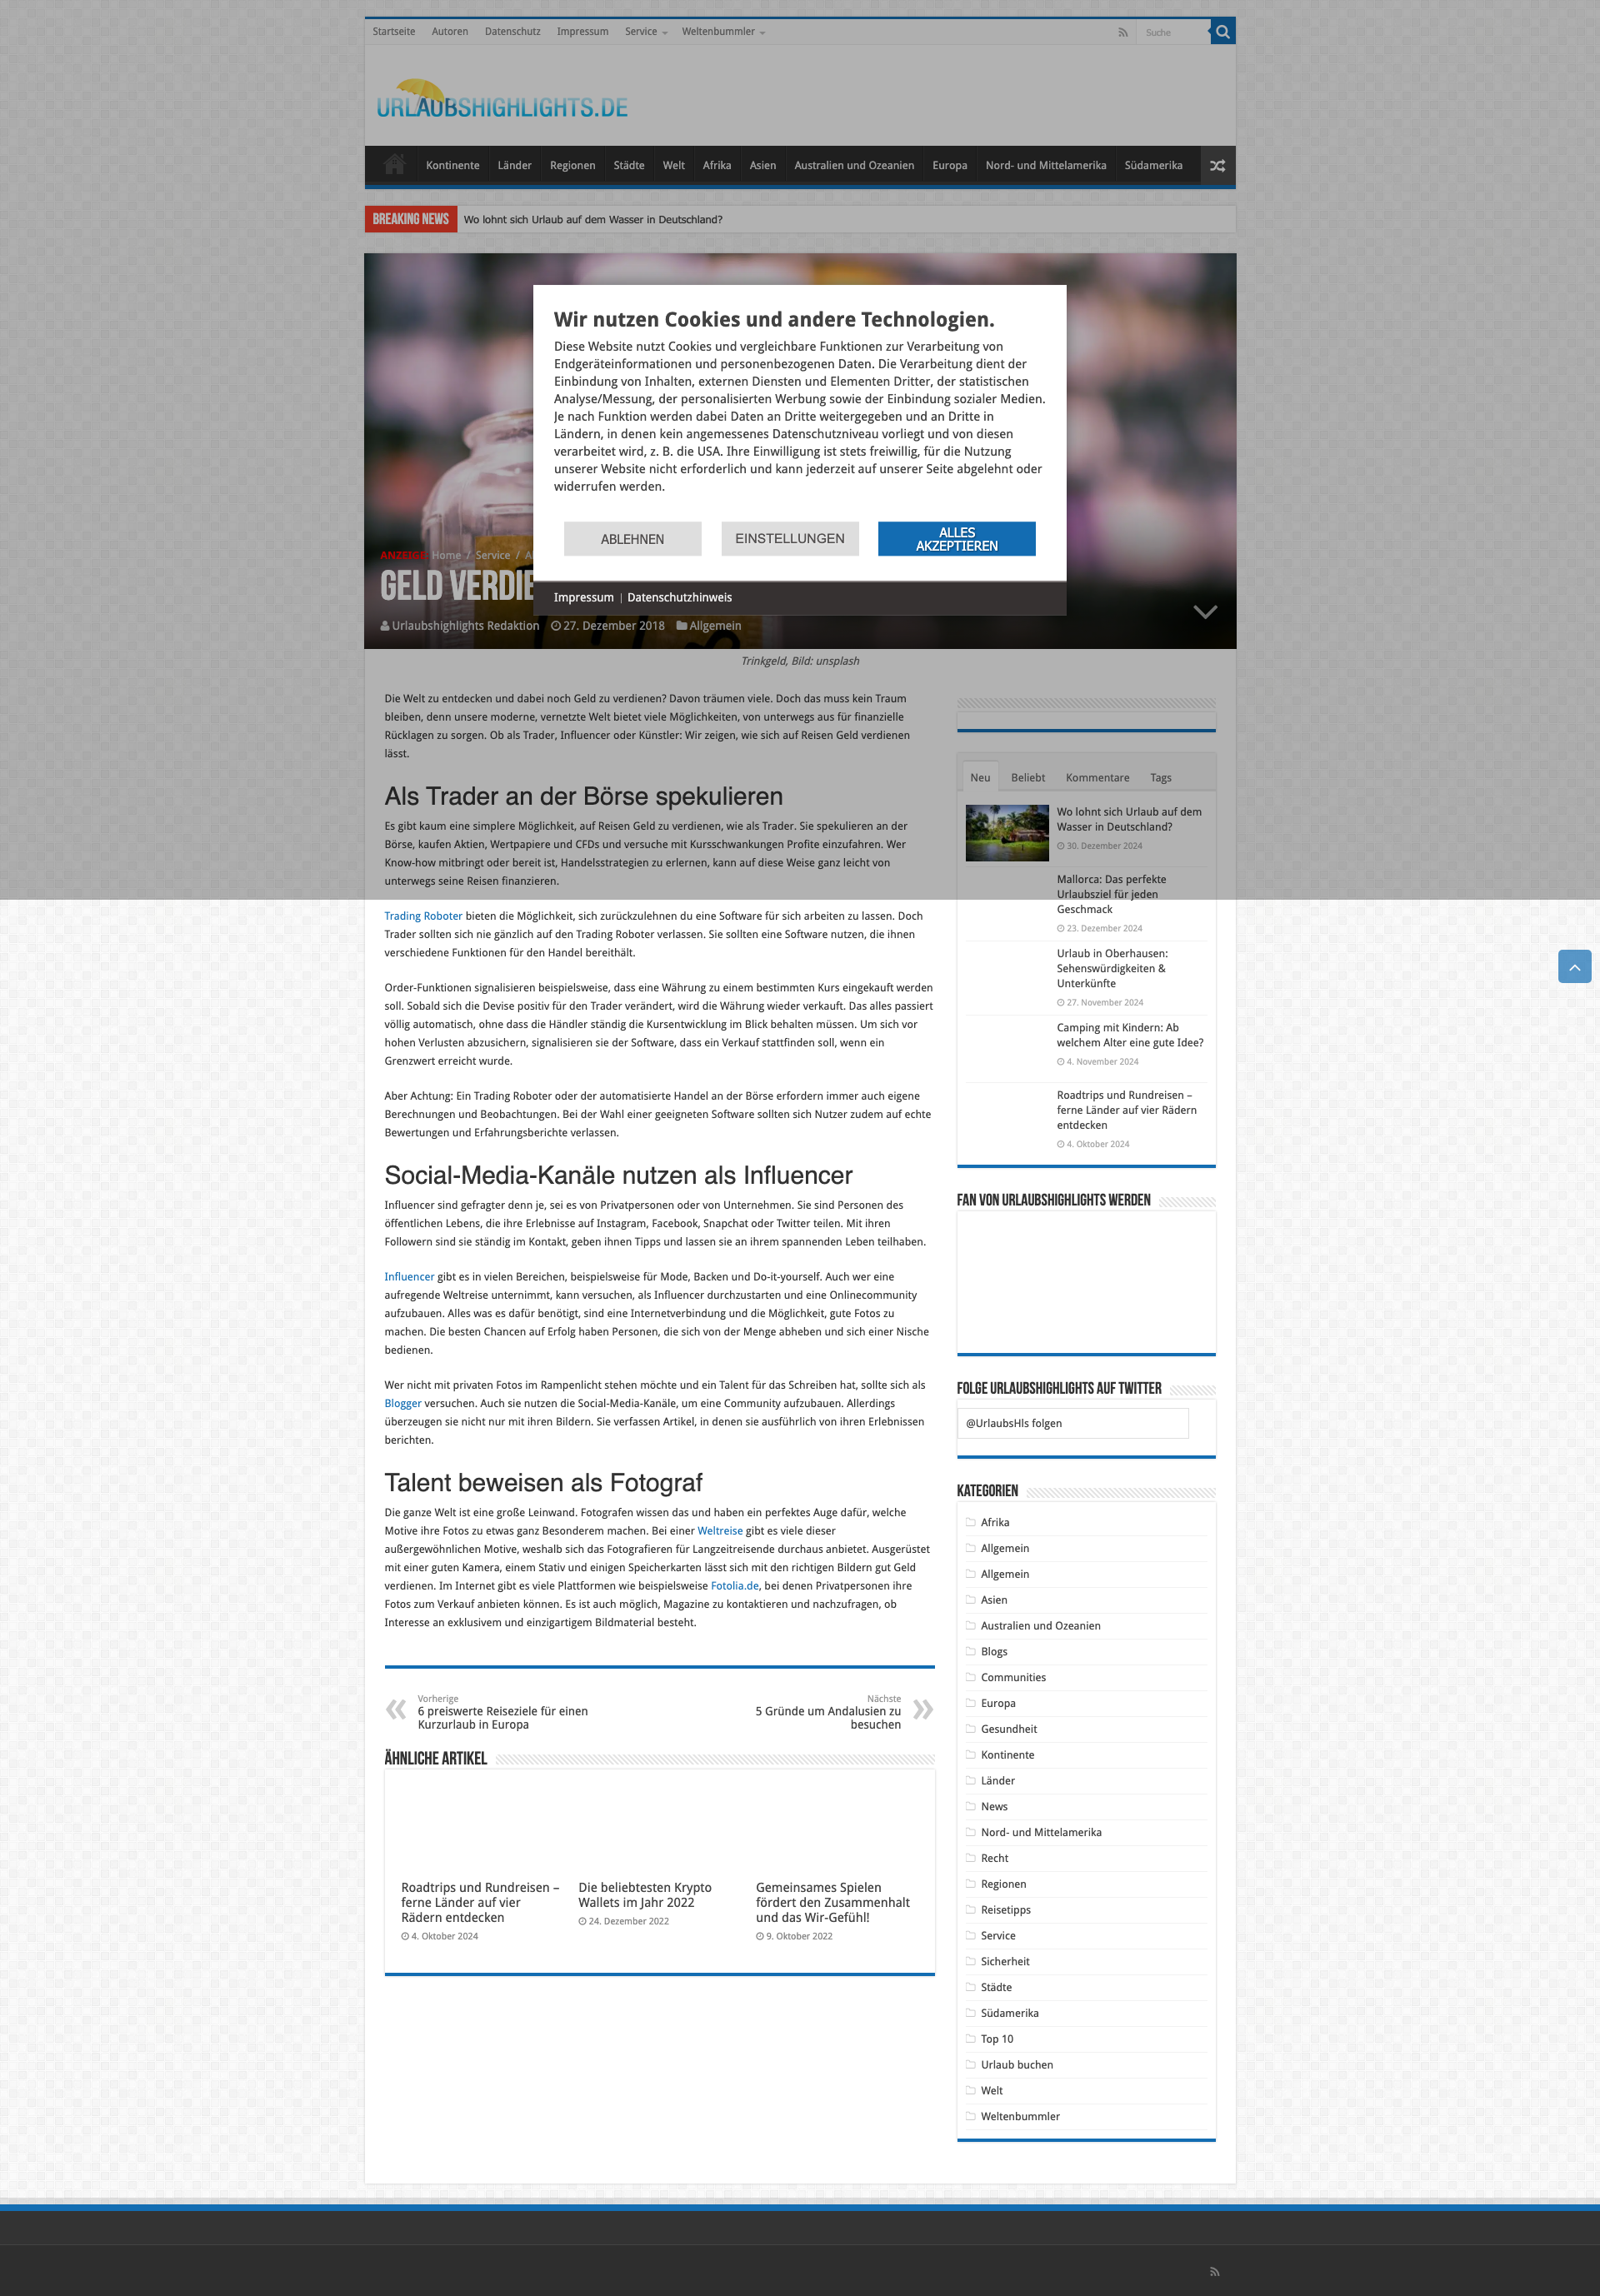 Startseite Autoren Datenschutz Impressum Service Weltenbummler Suche
URLAUBSHIGHLIGHTS.DE
Kontinente Länder Regionen Städte Welt Afrika Asien Australien und Ozeanien Europa Nord- und Mittelamerika Südamerika
BREAKING NEWS Wo lohnt sich Urlaub auf dem Wasser in Deutschland?
Wir nutzen Cookies und andere Technologien.
Diese Website nutzt Cookies und vergleichbare Funktionen zur Verarbeitung von
Endgeräteinformationen und personenbezogenen Daten. Die Verarbeitung dient der
Einbindung von Inhalten, externen Diensten und Elementen Dritter, der statistischen
Analyse/Messung, der personalisierten Werbung sowie der Einbindung sozialer Medien.
Je nach Funktion werden dabei Daten an Dritte weitergegeben und an Dritte in
Ländern, in denen kein angemessenes Datenschutzniveau vorliegt und von diesen
verarbeitet wird, z. B. die USA. Ihre Einwilligung ist stets freiwillig, für die Nutzung
unserer Website nicht erforderlich und kann jederzeit auf unserer Seite abgelehnt oder
widerrufen werden.
ABLEHNEN EINSTELLUNGEN ALLES
AKZEPTIEREN
Impressum | Datenschutzhinweis
ANZEIGE Home / Service /
GELD VERDIE
Urlaubshighlights Redaktion 27. Dezember 2018 Allgemein
Trinkgeld, Bild: unsplash
Die Welt zu entdecken und dabei noch Geld zu verdienen? Davon träumen viele. Doch das muss kein Traum
bleiben, denn unsere moderne, vernetzte Welt bietet viele Möglichkeiten, von unterwegs aus für finanzielle
Rücklagen zu sorgen. Ob als Trader, Influencer oder Künstler: Wir zeigen, wie sich auf Reisen Geld verdienen
lässt.
Als Trader an der Börse spekulieren
Es gibt kaum eine simplere Möglichkeit, auf Reisen Geld zu verdienen, wie als Trader. Sie spekulieren an der
Börse, kaufen Aktien, Wertpapiere und CFDs und versuche mit Kursschwankungen Profite einzufahren. Wer
Know-how mitbringt oder bereit ist, Handelsstrategien zu erlernen, kann auf diese Weise ganz leicht von
unterwegs seine Reisen finanzieren.
Trading Roboter bieten die Möglichkeit, sich zurückzulehnen du eine Software für sich arbeiten zu lassen. Doch
Trader sollten sich nie gänzlich auf den Trading Roboter verlassen. Sie sollten eine Software nutzen, die ihnen
verschiedene Funktionen für den Handel bereithält.
Order-Funktionen signalisieren beispielsweise, dass eine Währung zu einem bestimmten Kurs eingekauft werden
soll. Sobald sich die Devise positiv für den Trader verändert, wird die Währung wieder verkauft. Das alles passiert
völlig automatisch, ohne dass die Händler ständig die Kursentwicklung im Blick behalten müssen. Um sich vor
hohen Verlusten abzusichern, signalisieren sie der Software, dass ein Verkauf stattfinden soll, wenn ein
Grenzwert erreicht wurde.
Aber Achtung: Ein Trading Roboter oder der automatisierte Handel an der Börse erfordern immer auch eigene
Berechnungen und Beobachtungen. Bei der Wahl einer geeigneten Software sollten sich Nutzer zudem auf echte
Bewertungen und Erfahrungsberichte verlassen.
Social-Media-Kanäle nutzen als Influencer
Influencer sind gefragter denn je, sei es von Privatpersonen oder von Unternehmen. Sie sind Personen des
öffentlichen Lebens, die ihre Erlebnisse auf Instagram, Facebook, Snapchat oder Twitter teilen. Mit ihren
Followern sind sie ständig im Kontakt, geben ihnen Tipps und lassen sie an ihrem spannenden Leben teilhaben.
Influencer gibt es in vielen Bereichen, beispielsweise für Mode, Backen und Do-it-yourself. Auch wer eine
aufregende Weltreise unternimmt, kann versuchen, als Influencer durchzustarten und eine Onlinecommunity
aufzubauen. Alles was es dafür benötigt, sind eine Internetverbindung und die Möglichkeit, gute Fotos zu
machen. Die besten Chancen auf Erfolg haben Personen, die sich von der Menge abheben und sich einer Nische
bedienen.
Wer nicht mit privaten Fotos im Rampenlicht stehen möchte und ein Talent für das Schreiben hat, sollte sich als
Blogger versuchen. Auch sie nutzen die Social-Media-Kanäle, um eine Community aufzubauen. Allerdings
überzeugen sie nicht nur mit ihren Bildern. Sie verfassen Artikel, in denen sie ausführlich von ihren Erlebnissen
berichten.
Talent beweisen als Fotograf
Die ganze Welt ist eine große Leinwand. Fotografen wissen das und haben ein perfektes Auge dafür, welche
Motive ihre Fotos zu etwas ganz Besonderem machen. Bei einer Weltreise gibt es viele dieser
außergewöhnlichen Motive, weshalb sich das Fotografieren für Langzeitreisende durchaus anbietet. Ausgerüstet
mit einer guten Kamera, einem Stativ und einigen Speicherkarten lässt sich mit den richtigen Bildern gut Geld
verdienen. Im Internet gibt es viele Plattformen wie beispielsweise Fotolia.de, bei denen Privatpersonen ihre
Fotos zum Verkauf anbieten können. Es ist auch möglich, Magazine zu kontaktieren und nachzufragen, ob
Interesse an exklusivem und einzigartigem Bildmaterial besteht.
Vorherige
6 preiswerte Reiseziele für einen
Kurzurlaub in Europa
Nächste
5 Gründe um Andalusien zu
besuchen
ÄHNLICHE ARTIKEL
Roadtrips und Rundreisen –
ferne Länder auf vier
Rädern entdecken
4. Oktober 2024
Die beliebtesten Krypto
Wallets im Jahr 2022
24. Dezember 2022
Gemeinsames Spielen
fördert den Zusammenhalt
und das Wir-Gefühl!
9. Oktober 2022
Neu Beliebt Kommentare Tags
Wo lohnt sich Urlaub auf dem
Wasser in Deutschland?
30. Dezember 2024
Mallorca: Das perfekte
Urlaubsziel für jeden
Geschmack
23. Dezember 2024
Urlaub in Oberhausen:
Sehenswürdigkeiten &
Unterkünfte
27. November 2024
Camping mit Kindern: Ab
welchem Alter eine gute Idee?
4. November 2024
Roadtrips und Rundreisen –
ferne Länder auf vier Rädern
entdecken
4. Oktober 2024
FAN VON URLAUBSHIGHLIGHTS WERDEN
FOLGE URLAUBSHIGHLIGHTS AUF TWITTER
@UrlaubsHls folgen
KATEGORIEN
Afrika
Allgemein
Allgemein
Asien
Australien und Ozeanien
Blogs
Communities
Europa
Gesundheit
Kontinente
Länder
News
Nord- und Mittelamerika
Recht
Regionen
Reisetipps
Service
Sicherheit
Städte
Südamerika
Top 10
Urlaub buchen
Welt
Weltenbummler